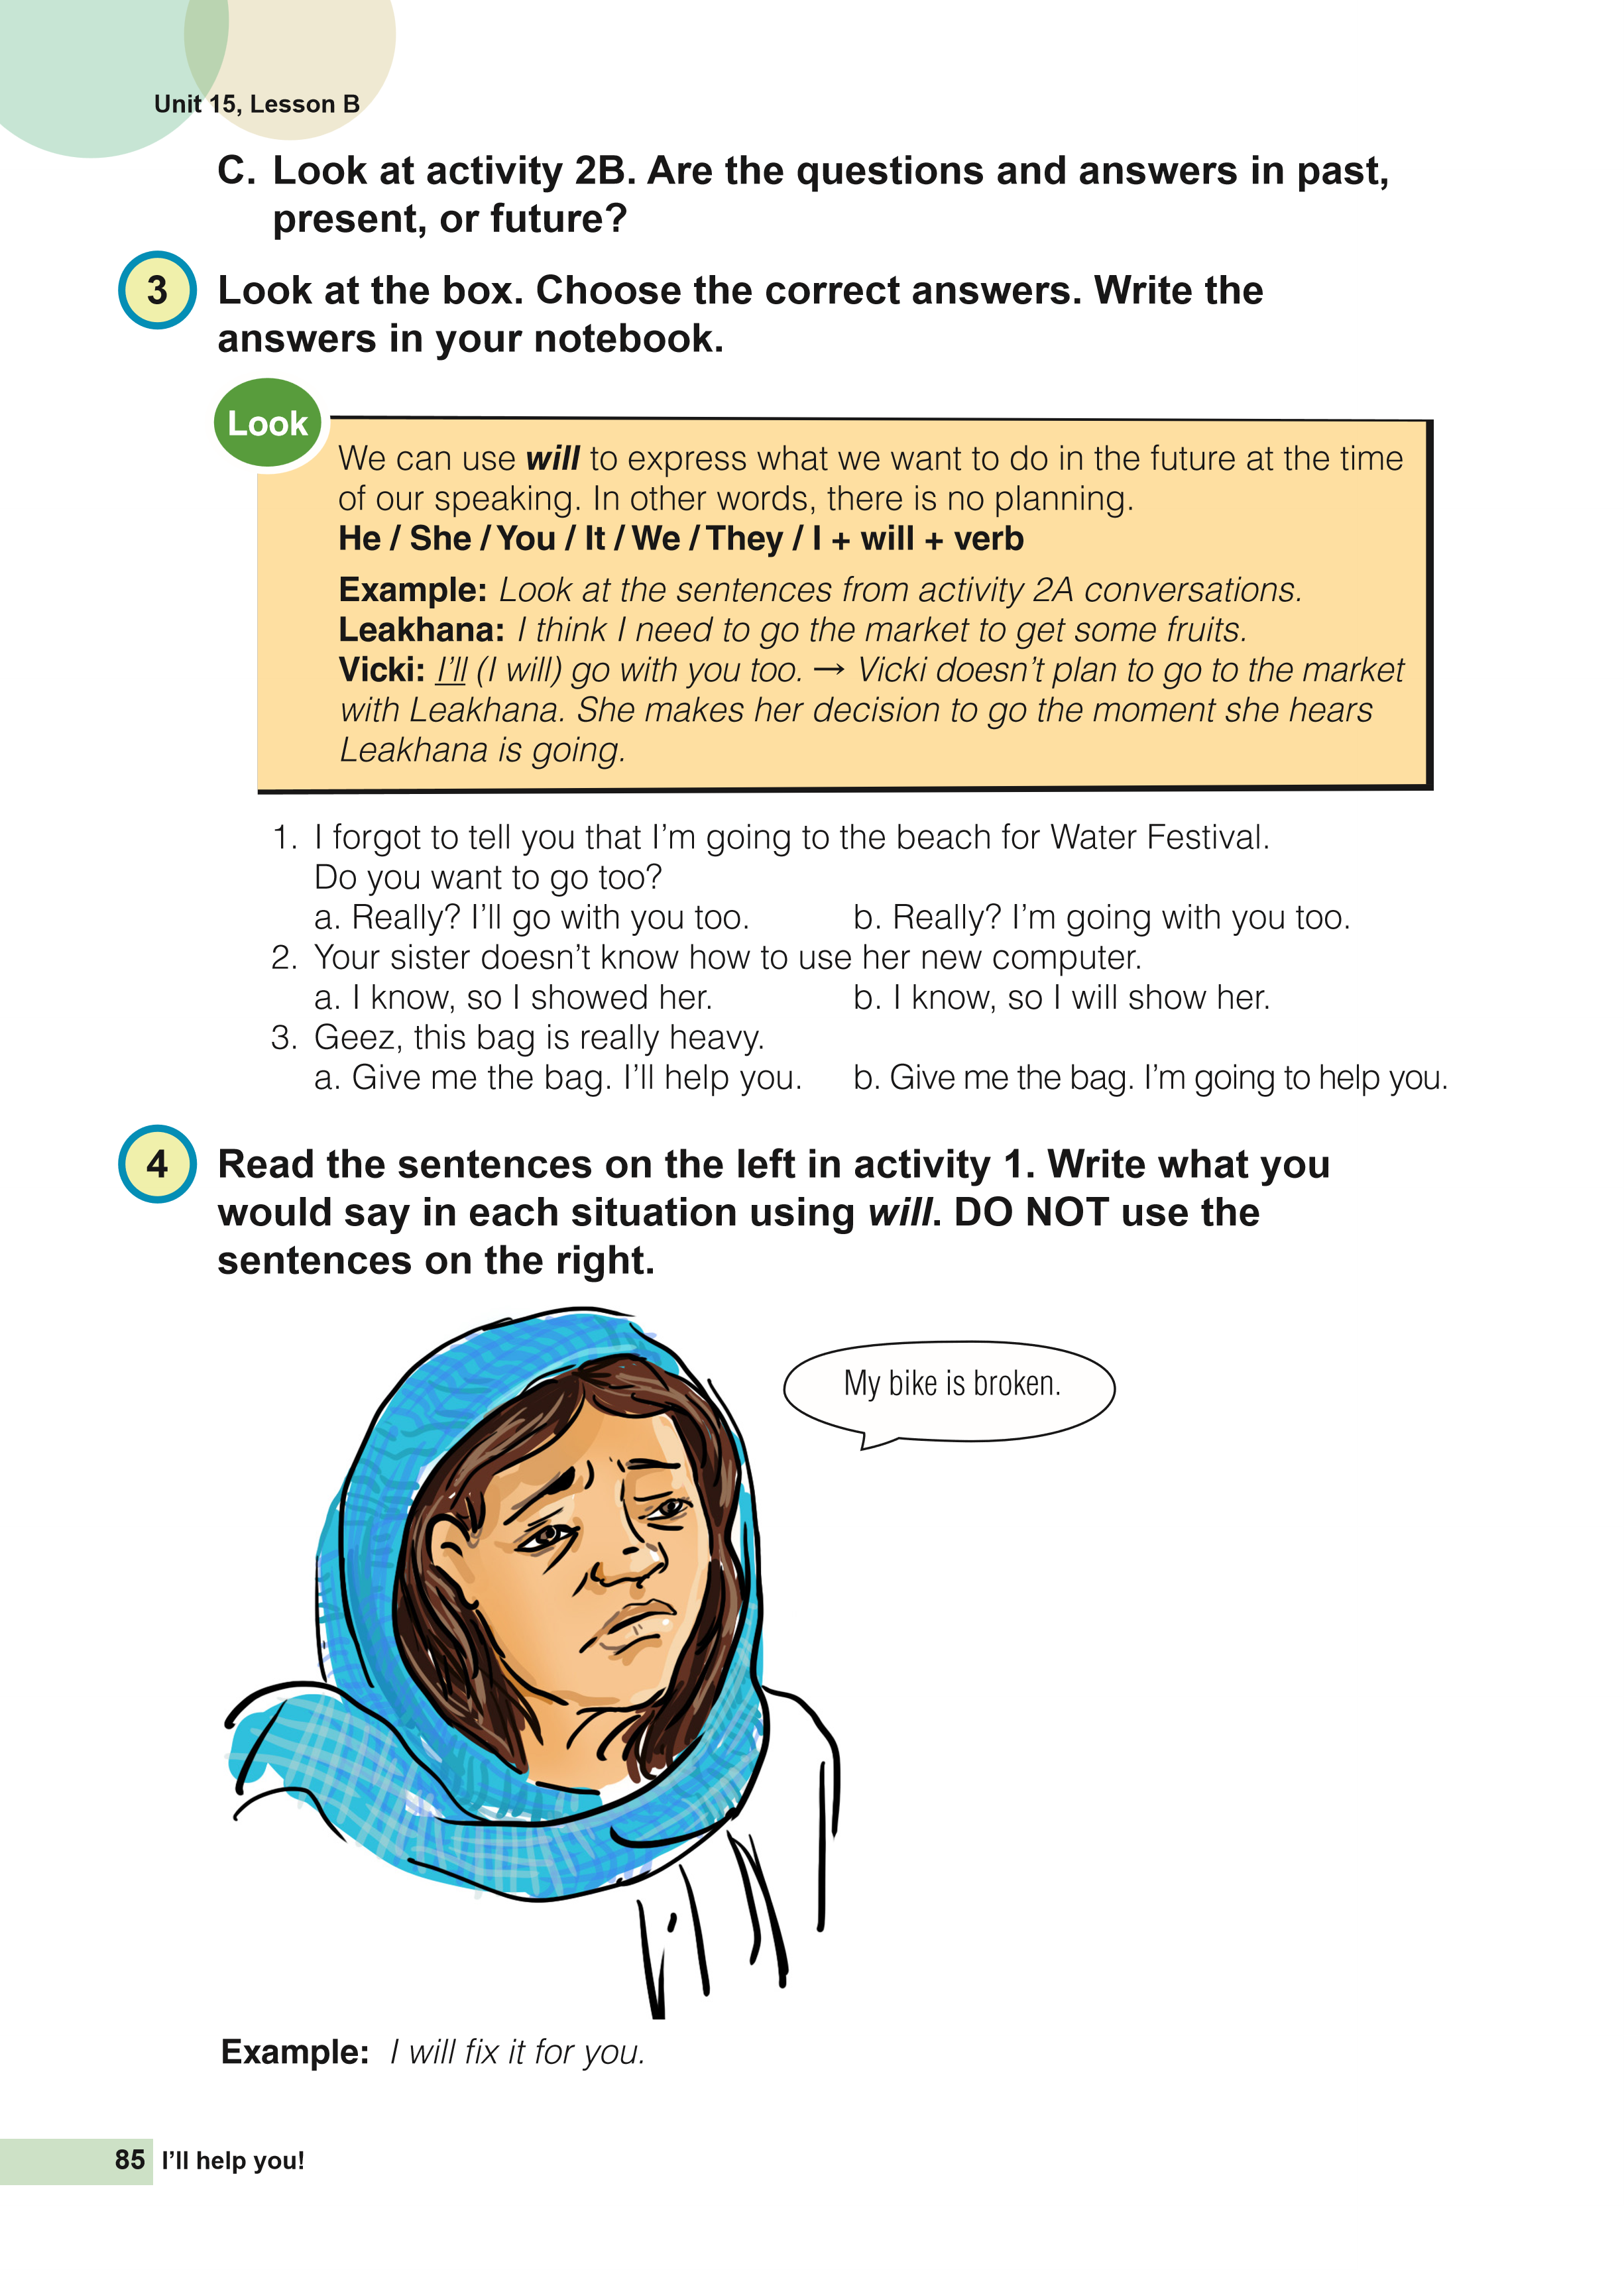 Unit 15, Lesson B
C. Look at activity 2B. Are the questions and answers in past,
present, or future?
3
Look at the box. Choose the correct answers. Write the
answers in your notebook.
Look
We can use will to express what we want to do in the future at the time
of our speaking. In other words, there is no planning.
He / She / You / It / We / They / I + will + verb
Example: Look at the sentences from activity 2A conversations.
Leakhana: I think I need to go the market to get some fruits.
Vicki: I’ll (I will) go with you too. → Vicki doesn’t plan to go to the market
with Leakhana. She makes her decision to go the moment she hears
Leakhana is going.
1. I forgot to tell you that I’m going to the beach for Water Festival.
Do you want to go too?
a. Really? I’ll go with you too. b. Really? I’m going with you too.
2. Your sister doesn’t know how to use her new computer.
a. I know, so I showed her. b. I know, so I will show her.
3. Geez, this bag is really heavy.
a. Give me the bag. I’ll help you. b. Give me the bag. I’m going to help you.
4
Read the sentences on the left in activity 1. Write what you
would say in each situation using will. DO NOT use the
sentences on the right.
My bike is broken.
Example: I will fix it for you.
85 I’ll help you!